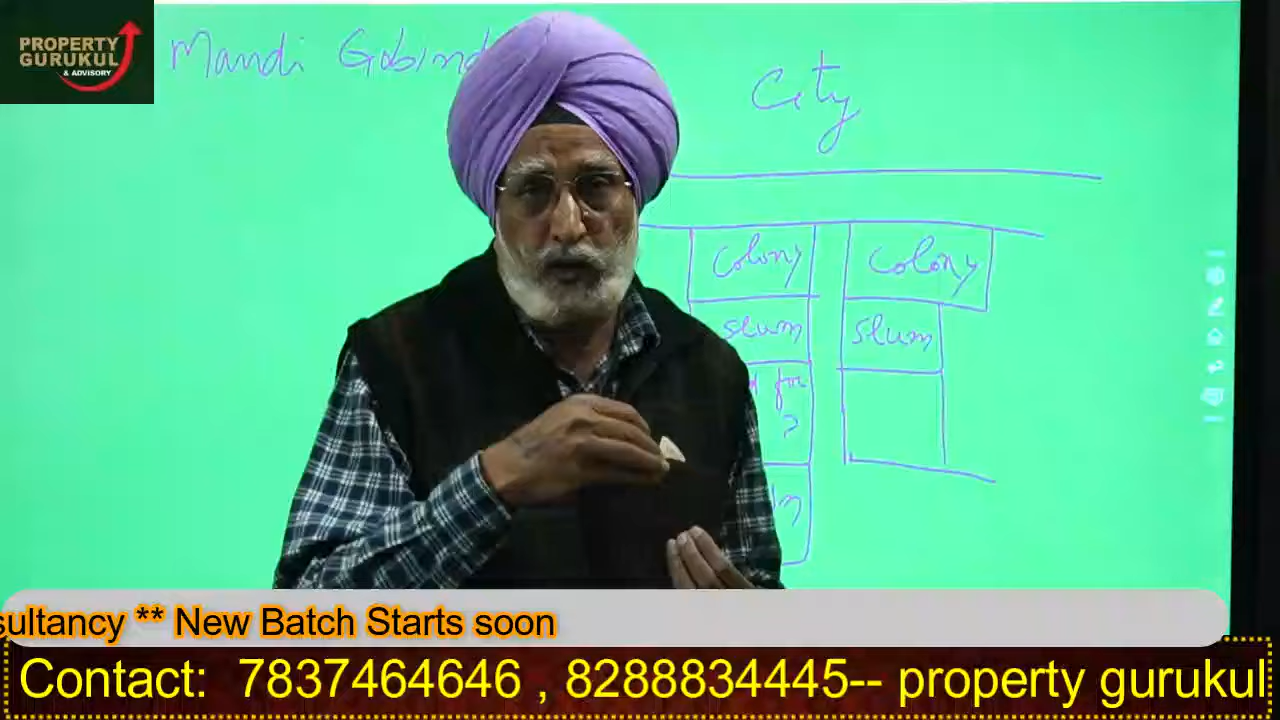 PROPERTY
GURUKUL
& ADVISORY
Mandi
City
Colony
Colony
Slum
Slum
for
?
sultancy ** New Batch Starts soon
Contact: 7837464646 , 8288834445-- property gurukul